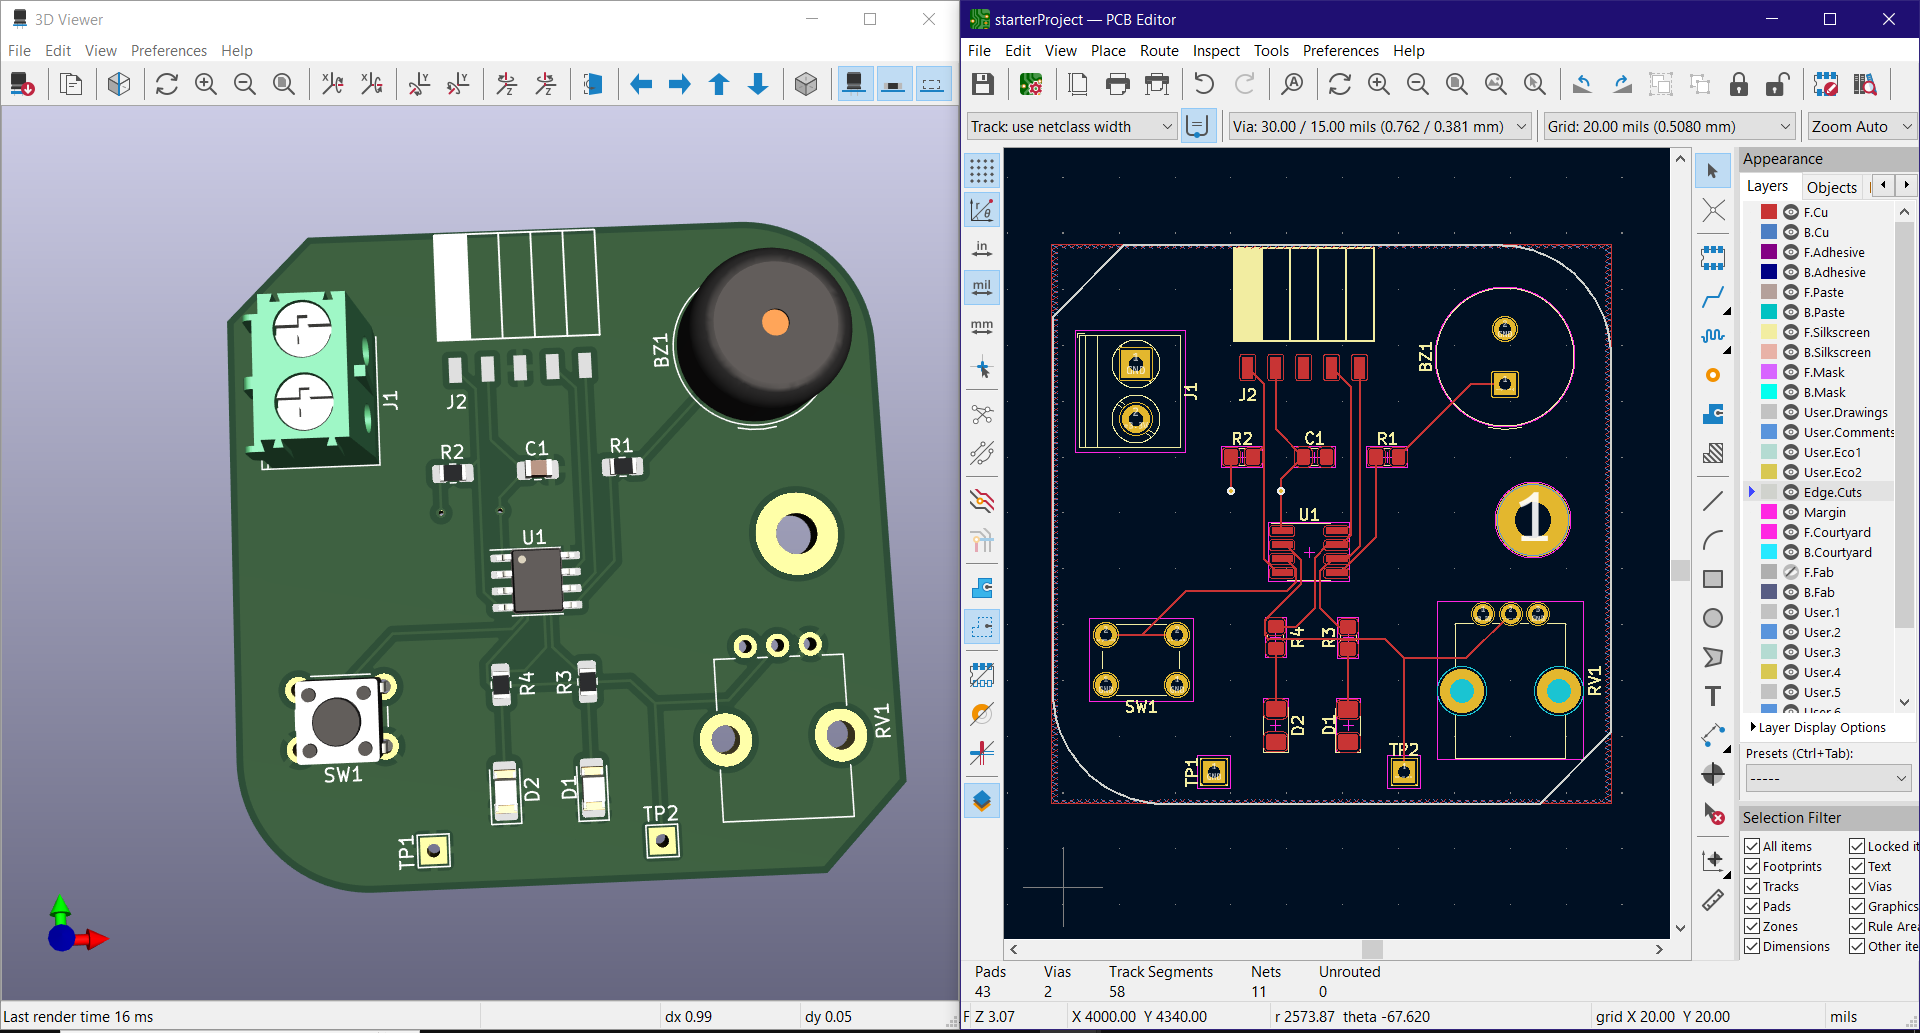 3D Viewer
File Edit View Preferences Help
J1
J2
BZ1
R2
C1
R1
U1
R4
R3
RV1
SW1
D2
D1
TP1
TP2
Last render time 16 ms
dx 0.99
dy 0.05
starterProject — PCB Editor
File Edit View Place Route Inspect Tools Preferences Help
Track: use netclass width
Via: 30.00 / 15.00 mils (0.762 / 0.381 mm)
Grid: 20.00 mils (0.5080 mm)
Zoom Auto
in
mil
mm
J1
J2
BZ1
R2
C1
R1
U1
1
R4
R3
RV1
SW1
D2
D1
TP1
TP2
Appearance
Layers
Objects
F.Cu
B.Cu
F.Adhesive
B.Adhesive
F.Paste
B.Paste
F.Silkscreen
B.Silkscreen
F.Mask
B.Mask
User.Drawings
User.Comments
User.Eco1
User.Eco2
Edge.Cuts
Margin
F.Courtyard
B.Courtyard
F.Fab
B.Fab
User.1
User.2
User.3
User.4
User.5
User.6
Layer Display Options
Presets (Ctrl+Tab):
-----
Selection Filter
All items Locked it
Footprints Text
Tracks Vias
Pads Graphics
Zones Rule Area
Dimensions Other ite
Pads Vias Track Segments Nets Unrouted
43 2 58 11 0
F Z 3.07
X 4000.00 Y 4340.00
r 2573.87 theta -67.620
grid X 20.00 Y 20.00
mils